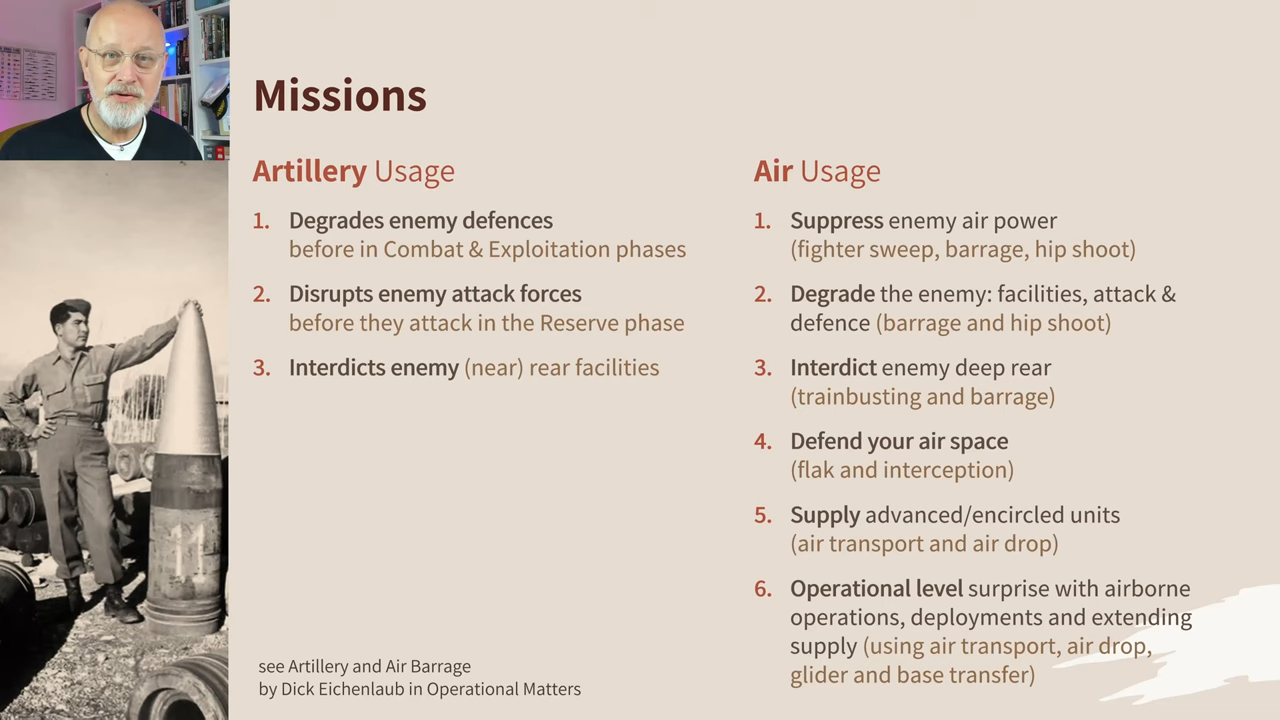 Missions
Artillery Usage
1. Degrades enemy defences
before in Combat & Exploitation phases
2. Disrupts enemy attack forces
before they attack in the Reserve phase
3. Interdicts enemy (near) rear facilities
see Artillery and Air Barrage
by Dick Eichenlaub in Operational Matters
Air Usage
1. Suppress enemy air power
(fighter sweep, barrage, hip shoot)
2. Degrade the enemy: facilities, attack &
defence (barrage and hip shoot)
3. Interdict enemy deep rear
(trainbusting and barrage)
4. Defend your air space
(flak and interception)
5. Supply advanced/encircled units
(air transport and air drop)
6. Operational level surprise with airborne
operations, deployments and extending
supply (using air transport, air drop,
glider and base transfer)
11